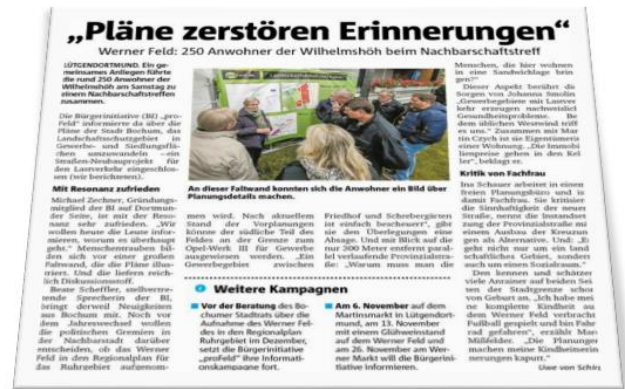 „Pläne zerstören Erinnerungen“
Werner Feld: 250 Anwohner der Wilhelmshöh beim Nachbarschaftstreff
LÜTGENDORTMUND. Ein ge-
meinsames Anliegen führte
die rund 250 Anwohner der
Wilhelmshöh am Samstag zu
einem Nachbarschaftstreffen
zusammen.
Die Bürgerinitiative (BI) „pro-
Feld“ informierte da über die
Pläne der Stadt Bochum, das
Landschaftsschutzgebiet in
Gewerbe- und Siedlungsflä-
chen umzuwandeln – ein
Straßen-Neubauprojekt für
den Lastverkehr eingeschlos-
sen (wir berichteten).
Mit Resonanz zufrieden
Michael Zechner, Gründungs-
mitglied der BI auf Dortmun-
der Seite, ist mit der Reso-
nanz sehr zufrieden. „Wir
wollen heute die Leute infor-
mieren, worum es überhaupt
geht.“ Menschentrauben bil-
den sich vor einer großen
Faltwand, die die Pläne illus-
triert. Und die liefern reich-
lich Diskussionsstoff.
Beate Scheffler, stellvertre-
tende Sprecherin der BI,
bringt derweil Neuigkeiten
aus Bochum mit. Noch vor
dem Jahreswechsel wollen
die politischen Gremien in
der Nachbarstadt darüber
entscheiden, ob das Werner
Feld in den Regionalplan für
das Ruhrgebiet aufgenom-
An dieser Faltwand konnten sich die Anwohner ein Bild über
Planungsdetails machen.
men wird. Nach aktuellem
Stand der Vorplanungen
könnte der südliche Teil des
Feldes an der Grenze zum
Opel-Werk III für Gewerbe
ausgewiesen werden. „Ein
Gewerbegebiet zwischen
Friedhof und Schrebergärten
ist einfach bescheuert“, gibt
sie den Überlegungen eine
Absage. Und mit Blick auf die
nur 300 Meter entfernt paral-
lel verlaufende Provinzialstra-
ße: „Warum muss man die
Menschen, die hier wohnen
in eine Sandwichlage brin-
gen?“
Dieser Aspekt berührt die
Sorgen von Johanna Smolin
„Gewerbegebiete mit Lastver
kehr erzeugen nachweislich
Gesundheitsprobleme. Be
dem üblichen Westwind triff
es uns.“ Zusammen mit Mar
tin Czych ist sie Eigentümeri
einer Wohnung. „Die Immobi
lienpreise gehen in den Kel
ler“, beklagt er.
Kritik von Fachfrau
Ina Schauer arbeitet in einem
freien Planungsbüro und is
damit Fachfrau. Sie kritisier
die Sinnhaftigkeit der neuen
Straße, nennt die Instandset
zung der Provinzialstraße mi
einem Ausbau der Kreuzun
gen als Alternative. Und: „E
geht nicht nur um ein land
schaftliches Gebiet, sonder
auch um einen Sozialraum.“
Den kennen und schätzer
viele Anrainer auf beiden Sei
ten der Stadtgrenze schor
von Geburt an. „Ich habe mei
ne komplette Kindheit au
dem Werner Feld verbracht
Fußball gespielt und bin Fahr
rad gefahren“, erzählt Mar
Mißfelder. „Die Planunger
machen meine Kindheitserin
nerungen kaputt.“
Uwe von Schirp
Weitere Kampagnen
Vor der Beratung des Bo-
chumer Stadtrats über die
Aufnahme des Werner Fel-
des in den Regionalplan
Ruhrgebiet im Dezember,
setzt die Bürgerinitiative
„proFeld“ ihre Informati-
onskampagne fort.
Am 6. November auf dem
Martinsmarkt in Lütgendort-
mund, am 13. November
mit einem Glühweinstand
auf dem Werner Feld und
am 26. November am Wer-
ner Markt will die Bürgerini-
tiative informieren.